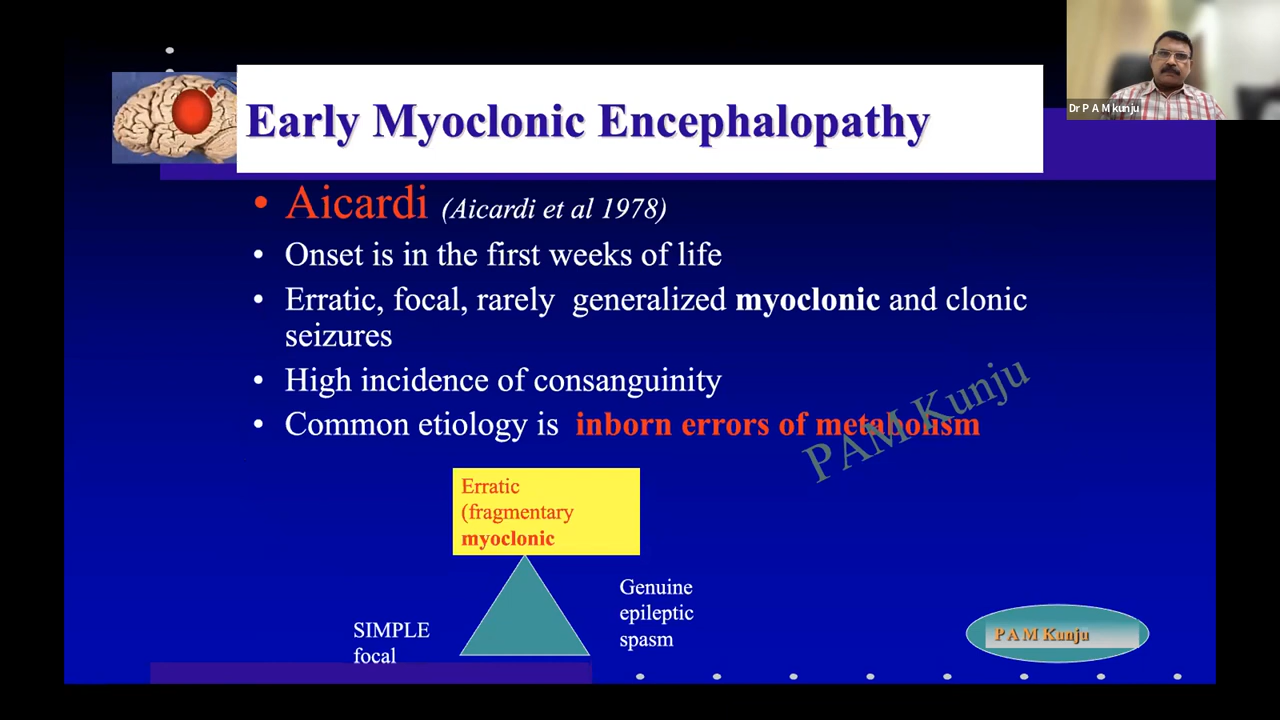 Dr P A M kunju
Early Myoclonic Encephalopathy
• Aicardi (Aicardi et al 1978)
• Onset is in the first weeks of life
• Erratic, focal, rarely generalized myoclonic and clonic
seizures
• High incidence of consanguinity
• Common etiology is inborn errors of metabolism
PAM Kunju
Erratic
(fragmentary
myoclonic
Genuine
epileptic
spasm
SIMPLE
focal
P A M Kunju